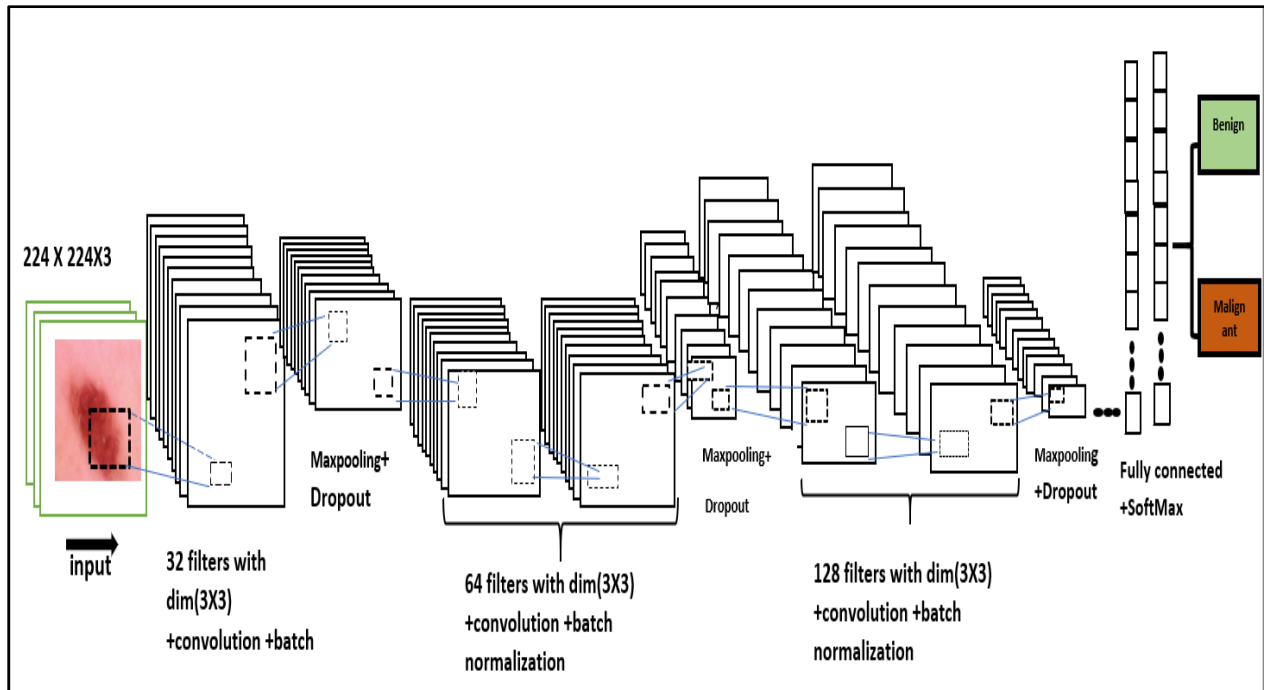 224 X 224X3
input
32 filters with
dim(3X3)
+convolution +batch
Maxpooling+
Dropout
64 filters with dim(3X3)
+convolution +batch
normalization
Maxpooling+
Dropout
128 filters with dim(3X3)
+convolution +batch
normalization
Maxpooling
+Dropout
Fully connected
+SoftMax
Benign
Malign
ant